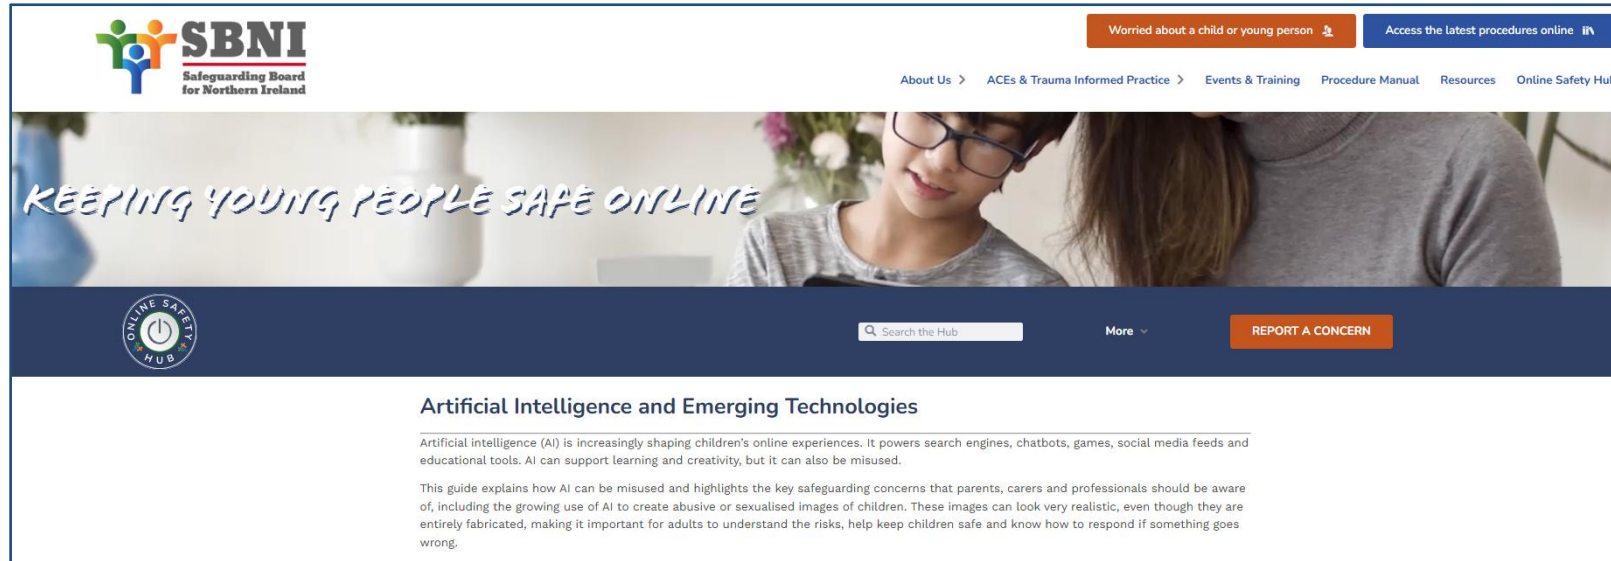 SBNI
Safeguarding Board
for Northern Ireland
Worried about a child or young person
Access the latest procedures online
About Us
ACEs & Trauma Informed Practice
Events & Training
Procedure Manual
Resources
Online Safety Hub
KEEPING YOUNG PEOPLE SAFE ONLINE
ONLINE SAFETY
HUB
Search the Hub
More
REPORT A CONCERN
Artificial Intelligence and Emerging Technologies
Artificial intelligence (AI) is increasingly shaping children's online experiences. It powers search engines, chatbots, games, social media feeds and
educational tools. AI can support learning and creativity, but it can also be misused.
This guide explains how AI can be misused and highlights the key safeguarding concerns that parents, carers and professionals should be aware
of, including the growing use of AI to create abusive or sexualised images of children. These images can look very realistic, even though they are
entirely fabricated, making it important for adults to understand the risks, help keep children safe and know how to respond if something goes
wrong.